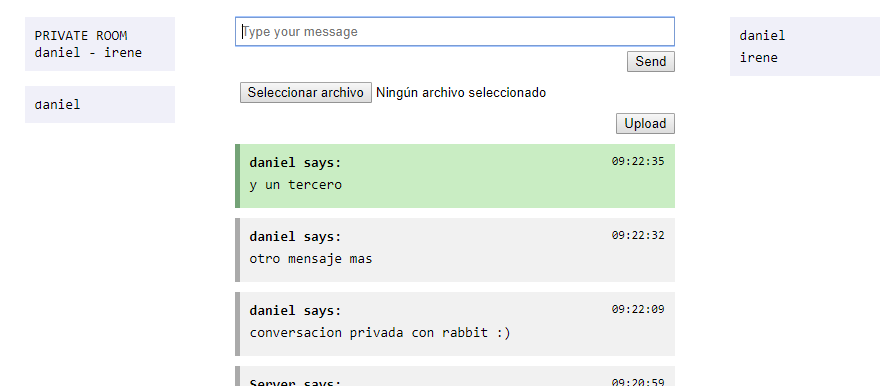 PRIVATE ROOM
daniel - irene
daniel
Type your message
Send
Seleccionar archivo Ningún archivo seleccionado
Upload
daniel says: 09:22:35
y un tercero
daniel says: 09:22:32
otro mensaje mas
daniel says: 09:22:09
conversacion privada con rabbit :)
Server says: 09:20:59
daniel
irene